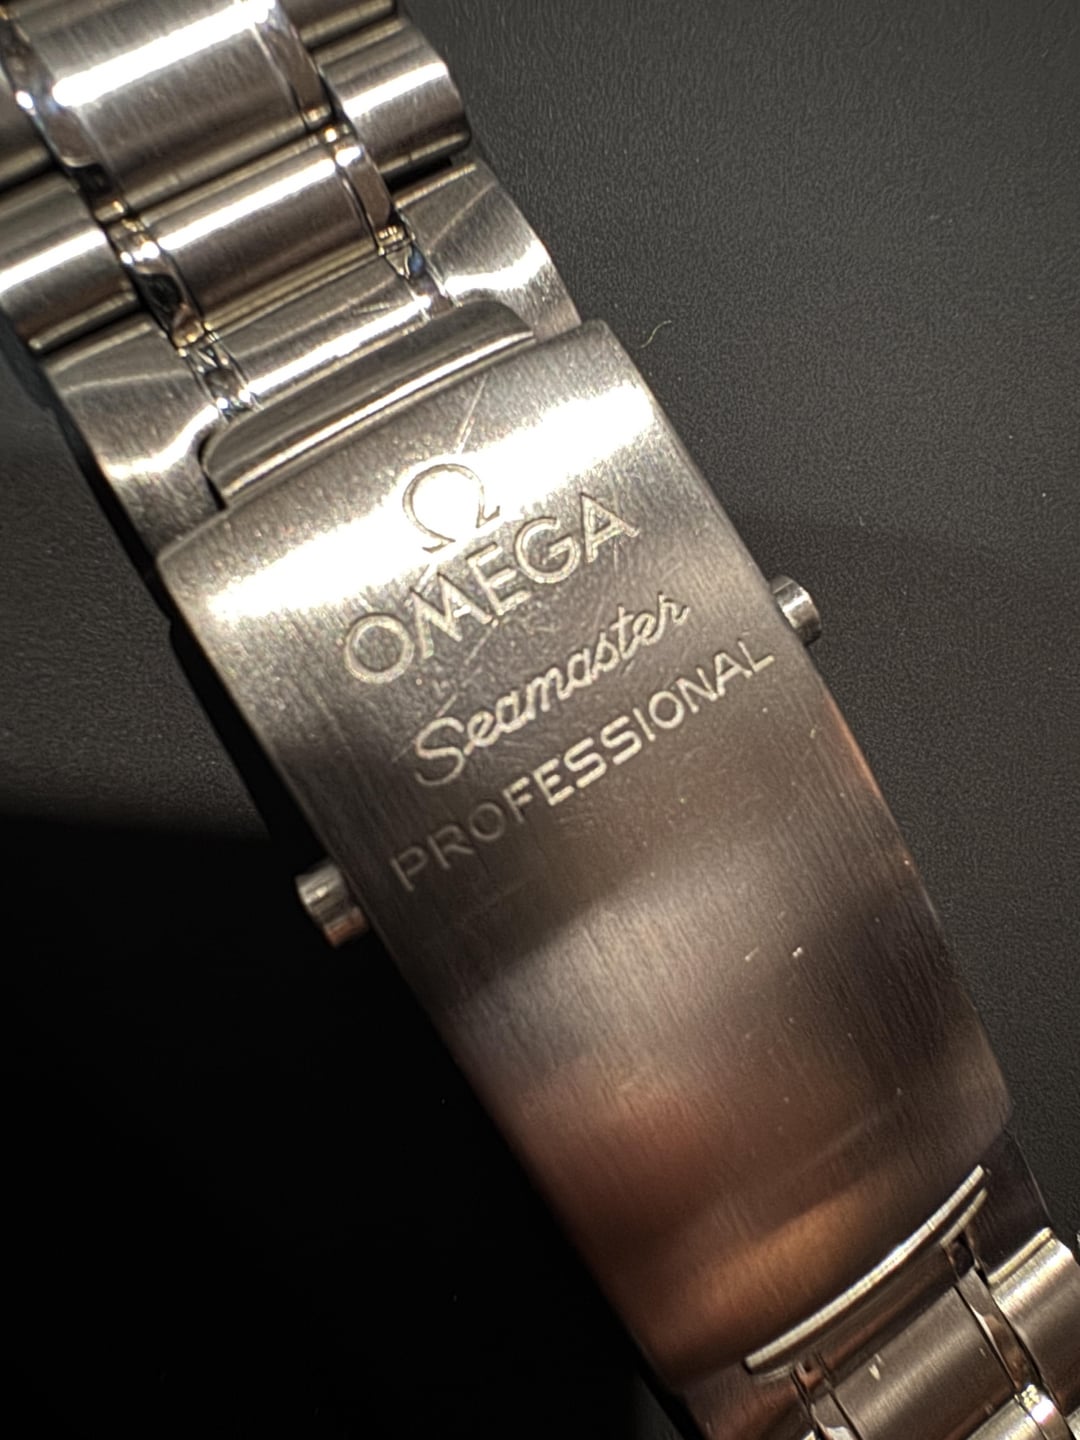 Ω
OMEGA
Seamaster
PROFESSIONAL